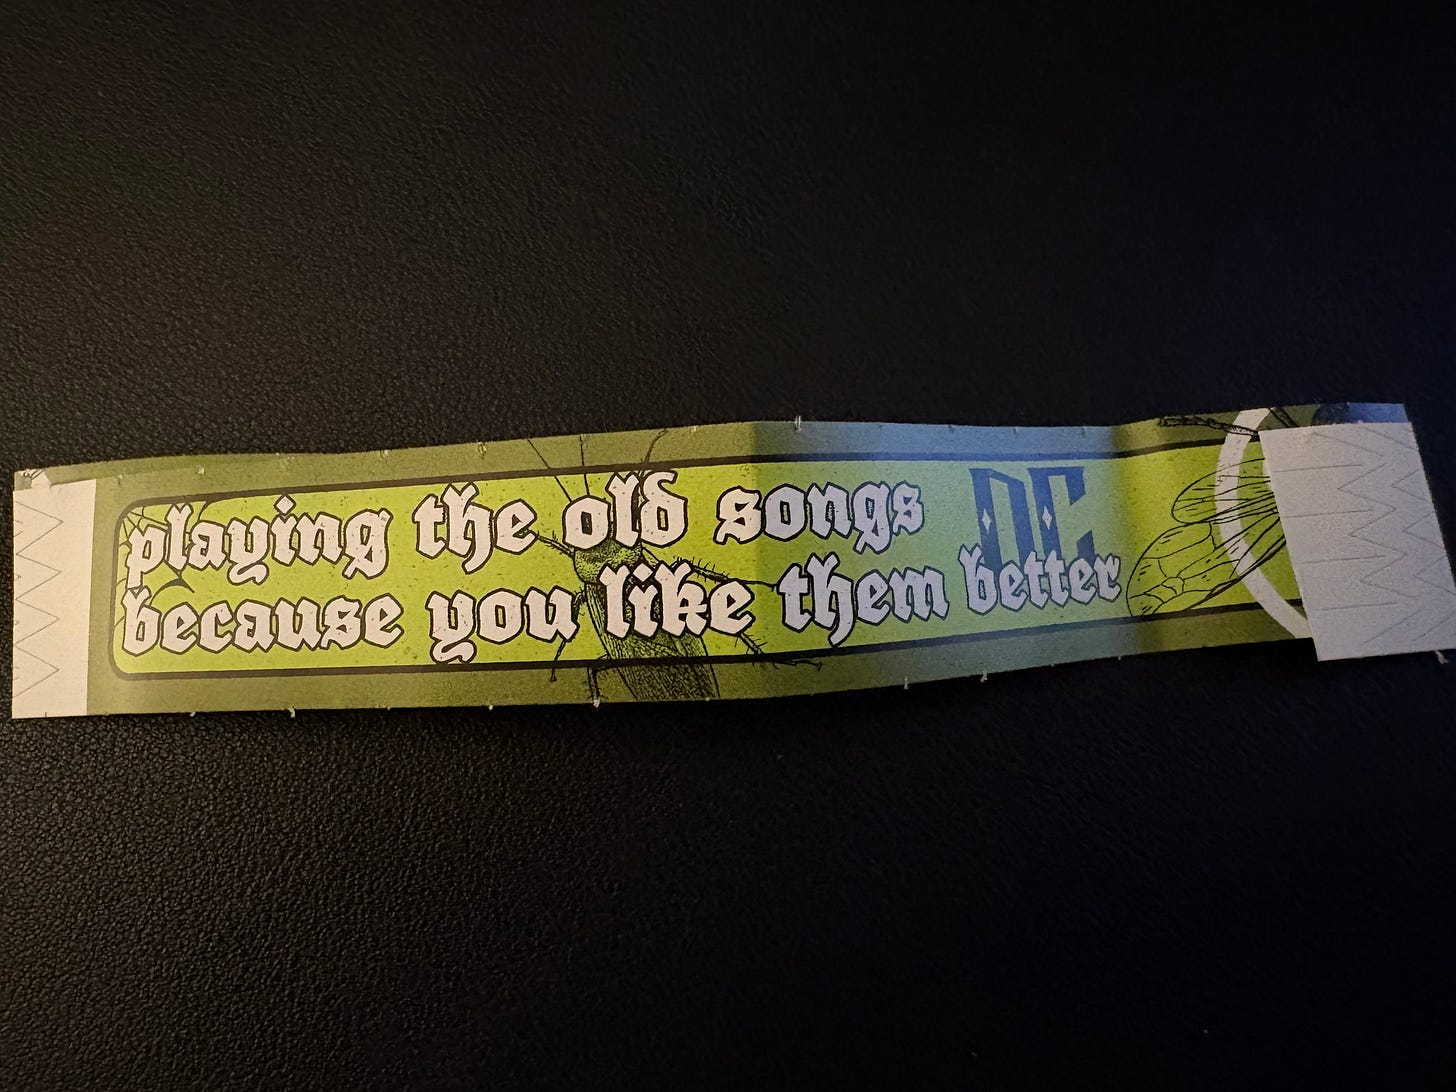 playing the old songs
because you like them better
DC